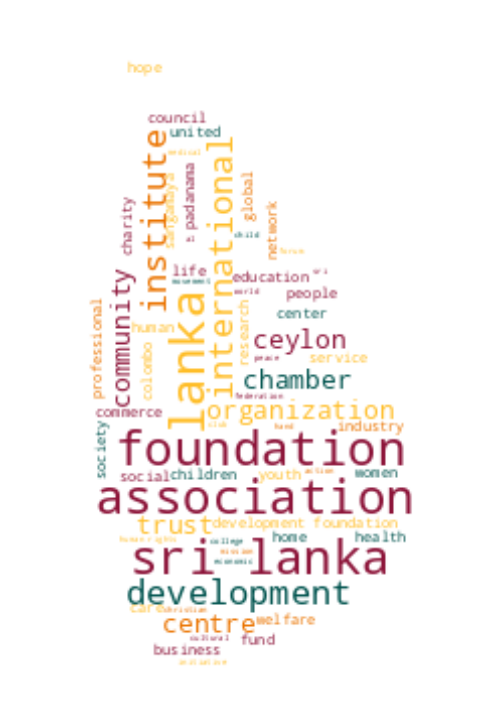 hope
council
united
medical
institute
international
sangamaya
padanama
global
charity
network
child
forum
life
movement
education
sri
world
people
community
lanka
professional
center
human
colombo
research
ceylon
peace
service
chamber
federation
commerce
organization
club
hand
industry
society
foundation
social
children
youth
action
women
association
trust
development foundation
human rights
college
home
health
mission
economic
sri lanka
development
care
christian
centre
welfare
cultural
fund
business
initiative